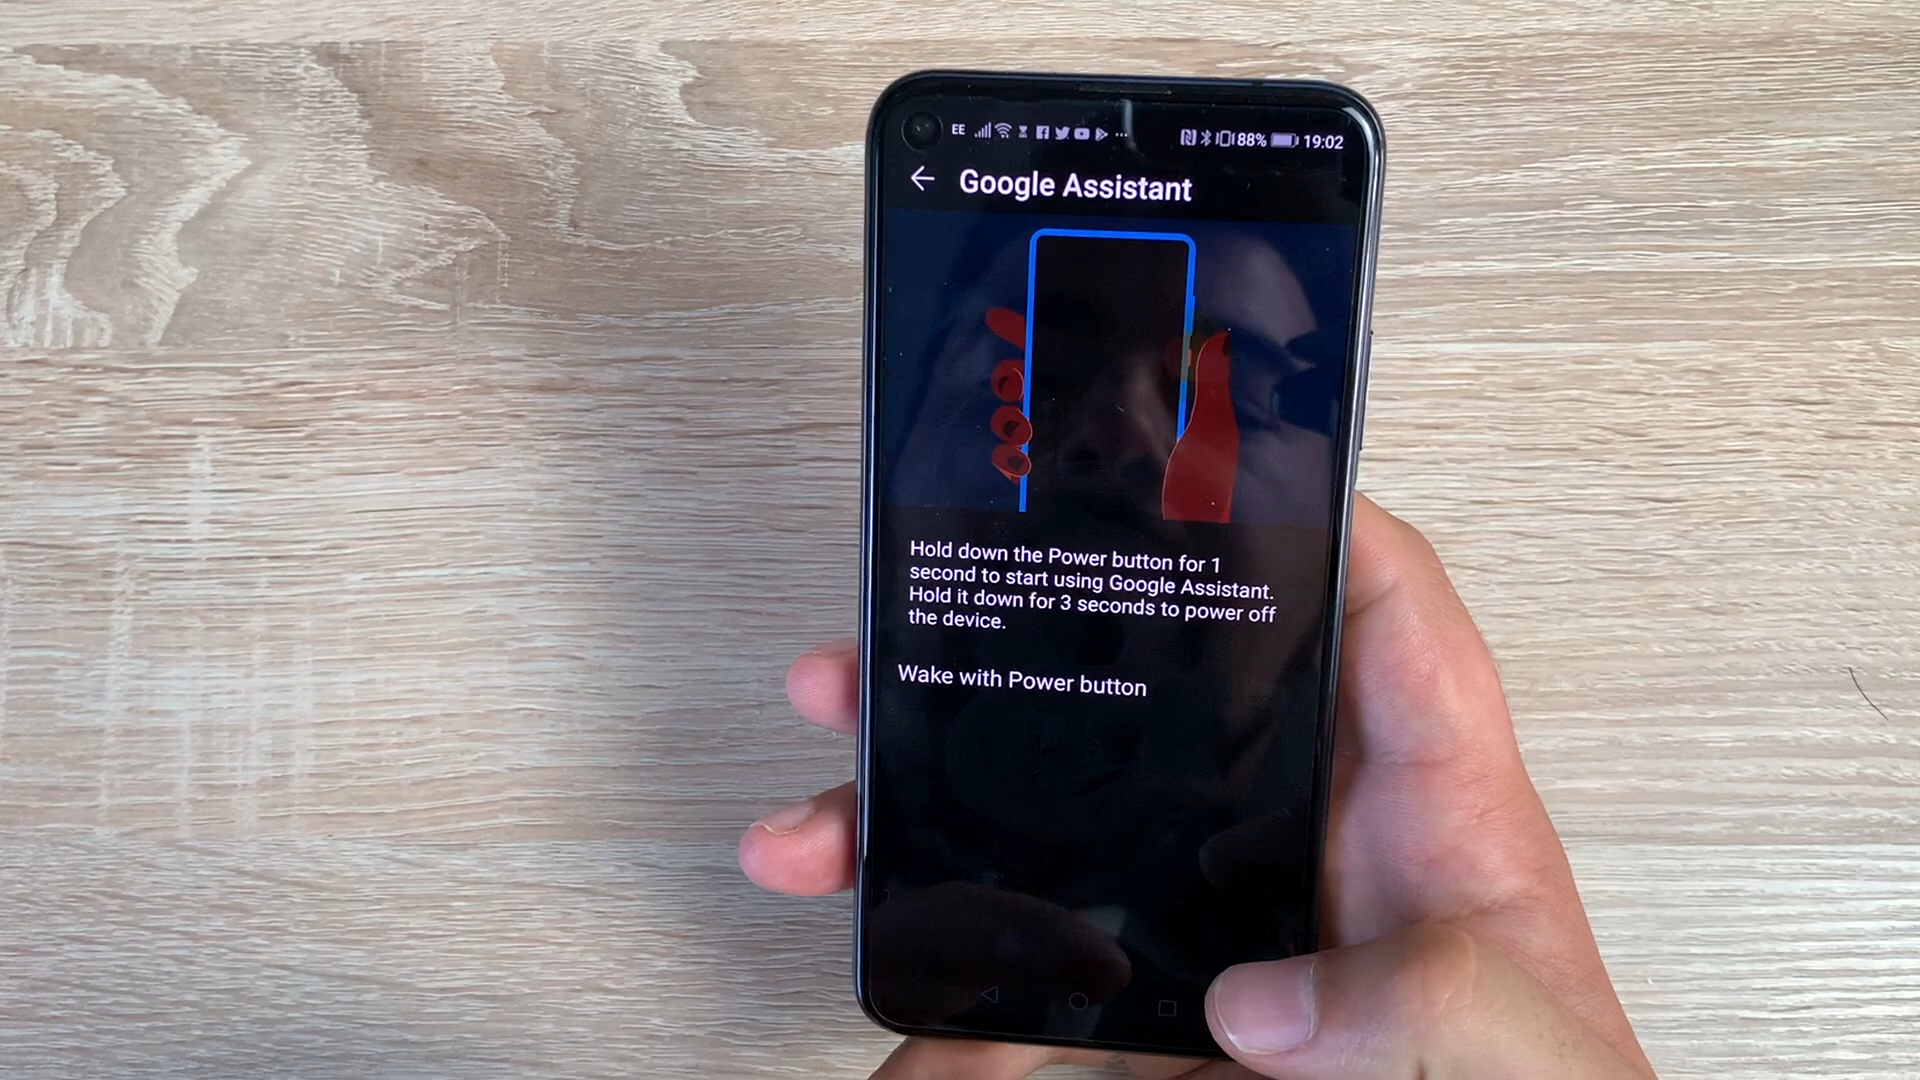 EE 88% 19:02
Google Assistant
Hold down the Power button for 1
second to start using Google Assistant.
Hold it down for 3 seconds to power off
the device.
Wake with Power button